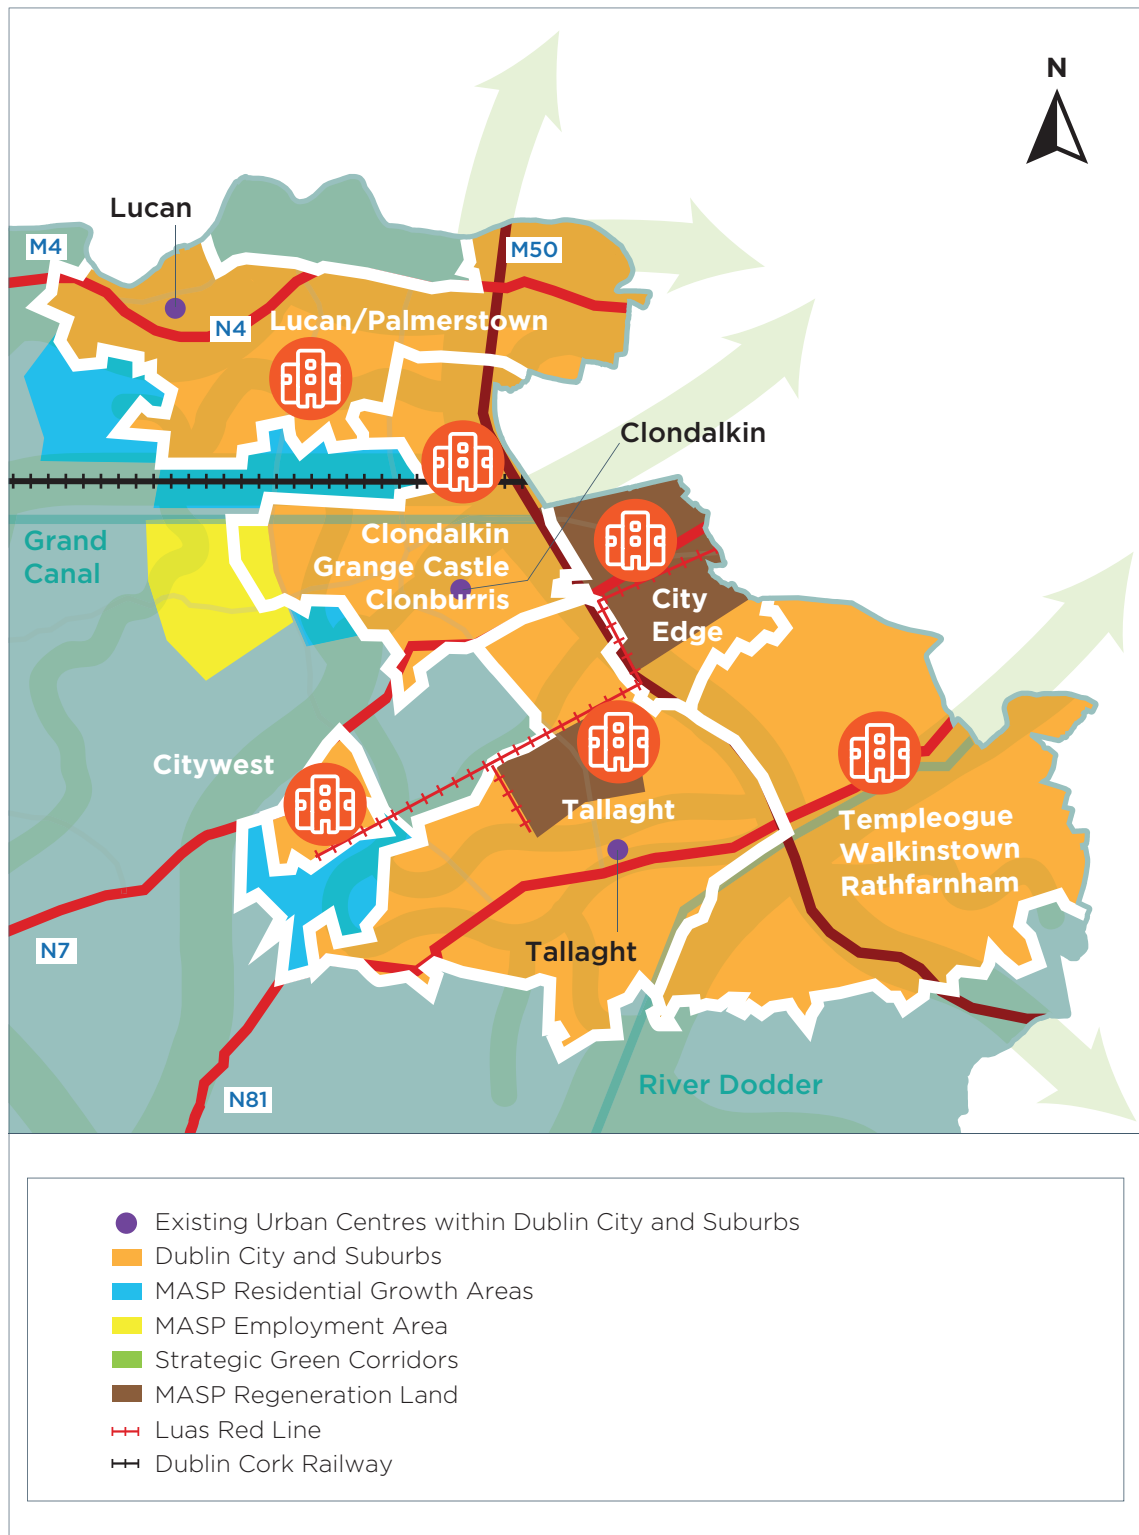 N
Lucan
M4
M50
N4
Lucan/Palmerstown
Clondalkin
Grand
Canal
Clondalkin
Grange Castle
Clonburris
City
Edge
Citywest
Tallaght
Templeogue
Walkinstown
Rathfarnham
N7
Tallaght
N81
River Dodder
Existing Urban Centres within Dublin City and Suburbs
Dublin City and Suburbs
MASP Residential Growth Areas
MASP Employment Area
Strategic Green Corridors
MASP Regeneration Land
Luas Red Line
Dublin Cork Railway